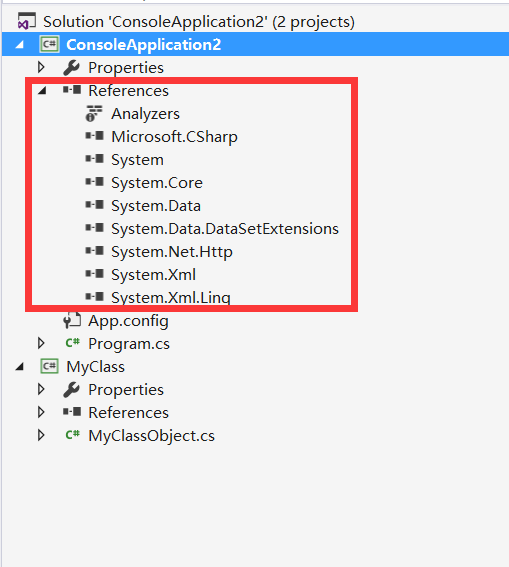 Solution 'ConsoleApplication2' (2 projects)
C# ConsoleApplication2
Properties
References
Analyzers
Microsoft.CSharp
System
System.Core
System.Data
System.Data.DataSetExtensions
System.Net.Http
System.Xml
System.Xml.Linq
App.config
C# Program.cs
C# MyClass
Properties
References
C# MyClassObject.cs